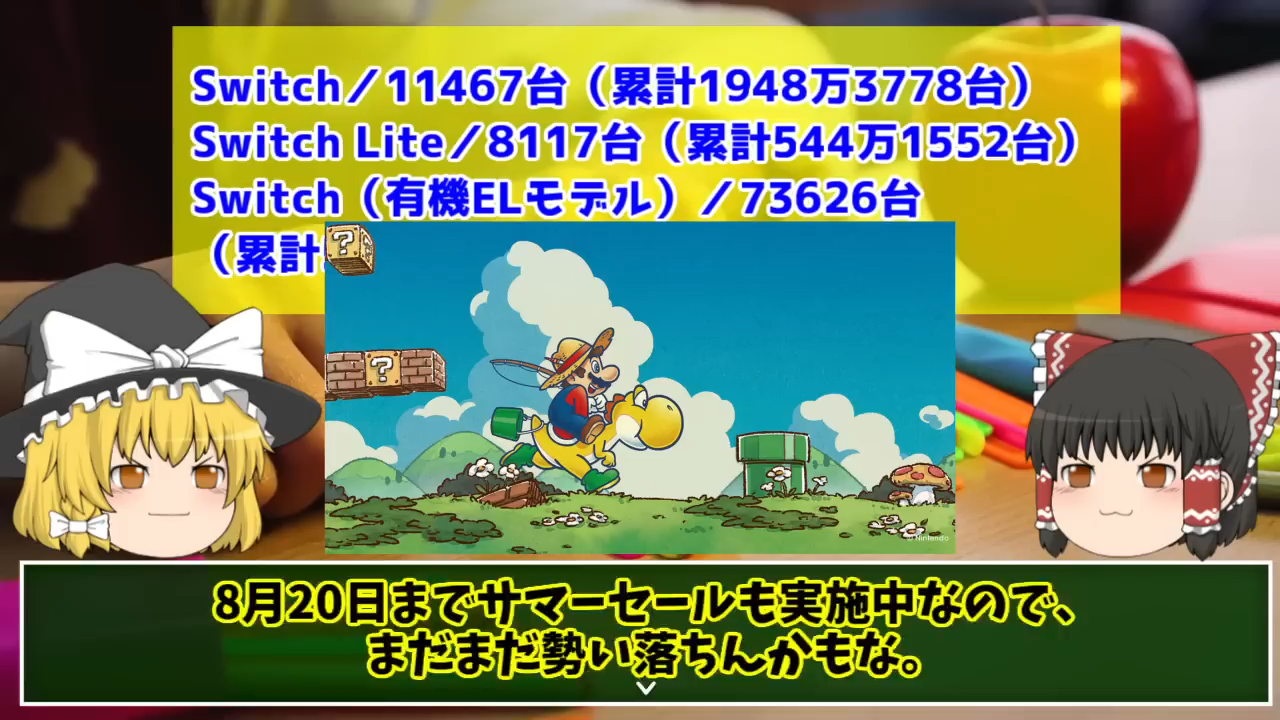 Switch／11467台（累計1948万3778台）
Switch Lite／8117台（累計544万1552台）
Switch（有機ELモデル）／73626台
（累計
?
?
© Nintendo
8月20日までサマーセールも実施中なので、
まだまだ勢い落ちんかもな。